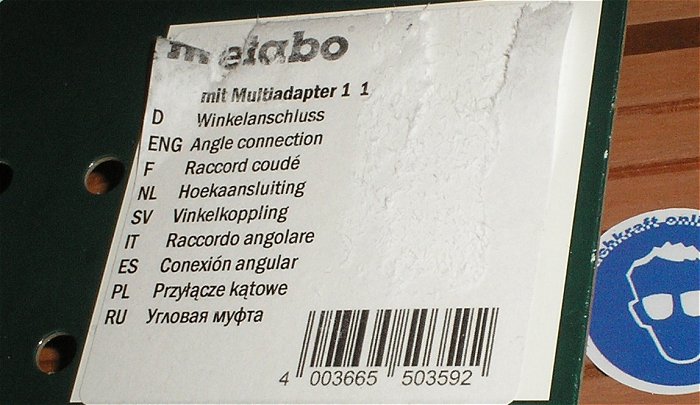 metabo
mit Multiadapter 1 1
D Winkelanschluss
ENG Angle connection
F Raccord coudé
NL Hoekaansluiting
SV Vinkelkoppling
IT Raccordo angolare
ES Conexión angular
PL Przyłącze kątowe
RU Угловая муфта
4 003665 503592